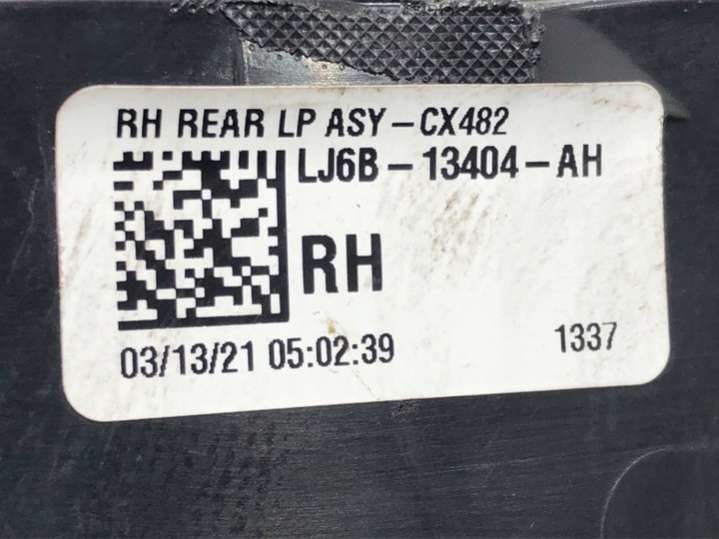 RH REAR LP ASY-CX482
LJ6B-13404-AH
RH
03/13/21 05:02:39 1337